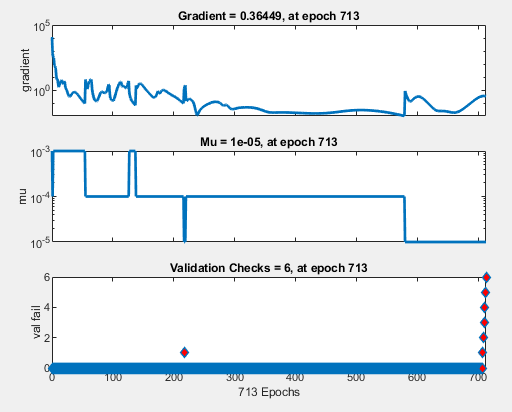 Gradient = 0.36449, at epoch 713
10^5
10^0
gradient
Mu = 1e-05, at epoch 713
10^-3
10^-4
10^-5
mu
Validation Checks = 6, at epoch 713
6
4
2
0
val fail
0 100 200 300 400 500 600 700
713 Epochs